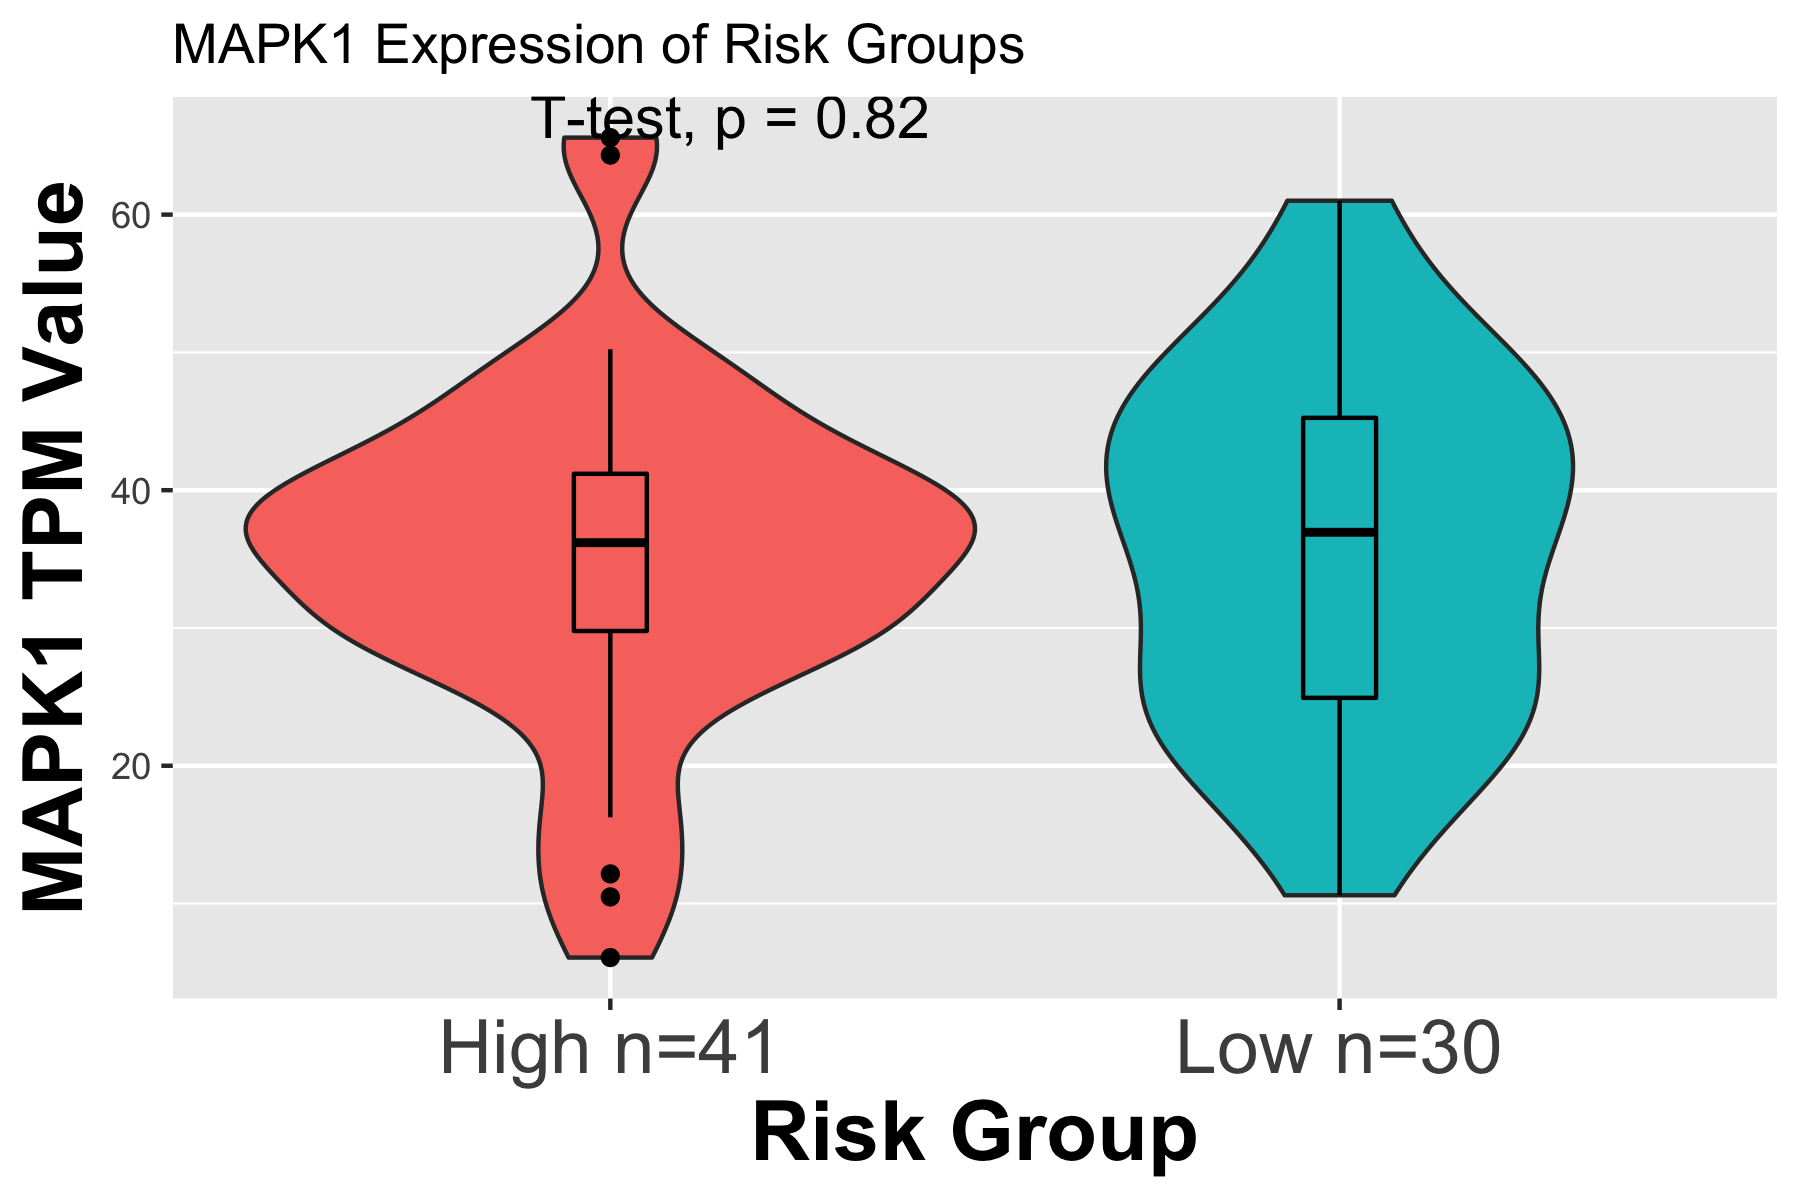 MAPK1 Expression of Risk Groups
T-test, p = 0.82
MAPK1 TPM Value
60
40
20
High n=41
Low n=30
Risk Group